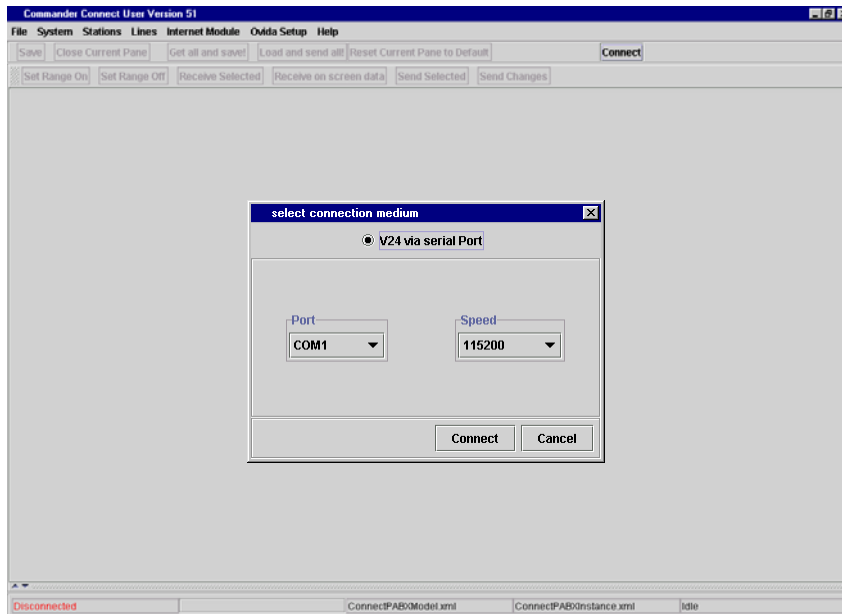 Commander Connect User Version 51
File System Stations Lines Internet Module Ovida Setup Help
Save Close Current Pane Get all and save! Load and send all! Reset Current Pane to Default Connect
Set Range On Set Range Off Receive Selected Receive on screen data Send Selected Send Changes
select connection medium
V24 via serial Port
Port Speed
COM1 115200
Connect Cancel
Disconnected ConnectPABXModel.xml ConnectPABXInstance.xml Idle